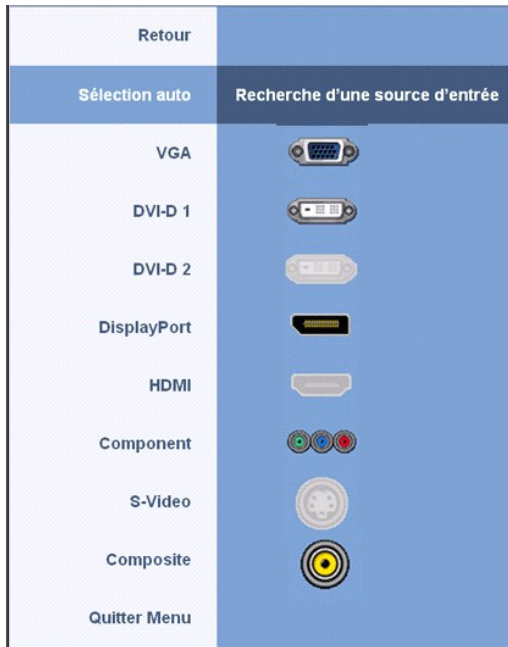 Retour
Sélection auto Recherche d'une source d'entrée
VGA
DVI-D 1
DVI-D 2
DisplayPort
HDMI
Component
S-Video
Composite
Quitter Menu